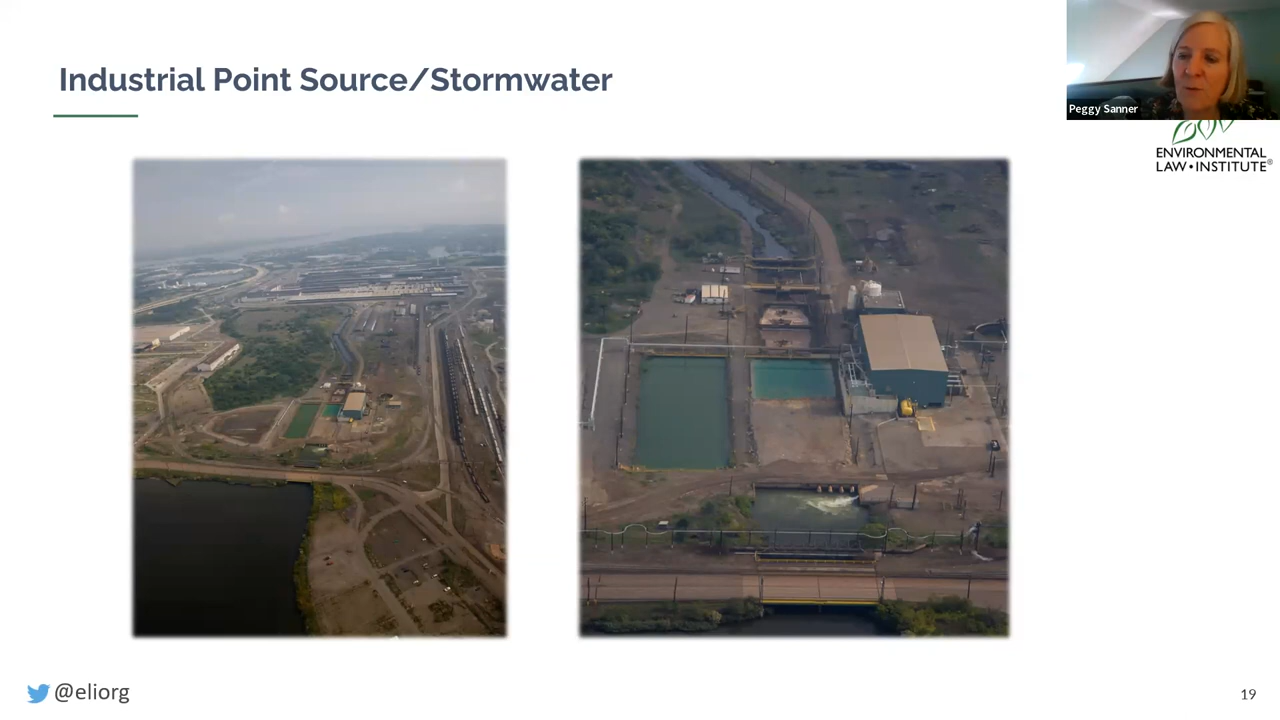 Industrial Point Source/Stormwater
Peggy Sanner
ENVIRONMENTAL
LAW•INSTITUTE®
@eliorg
19